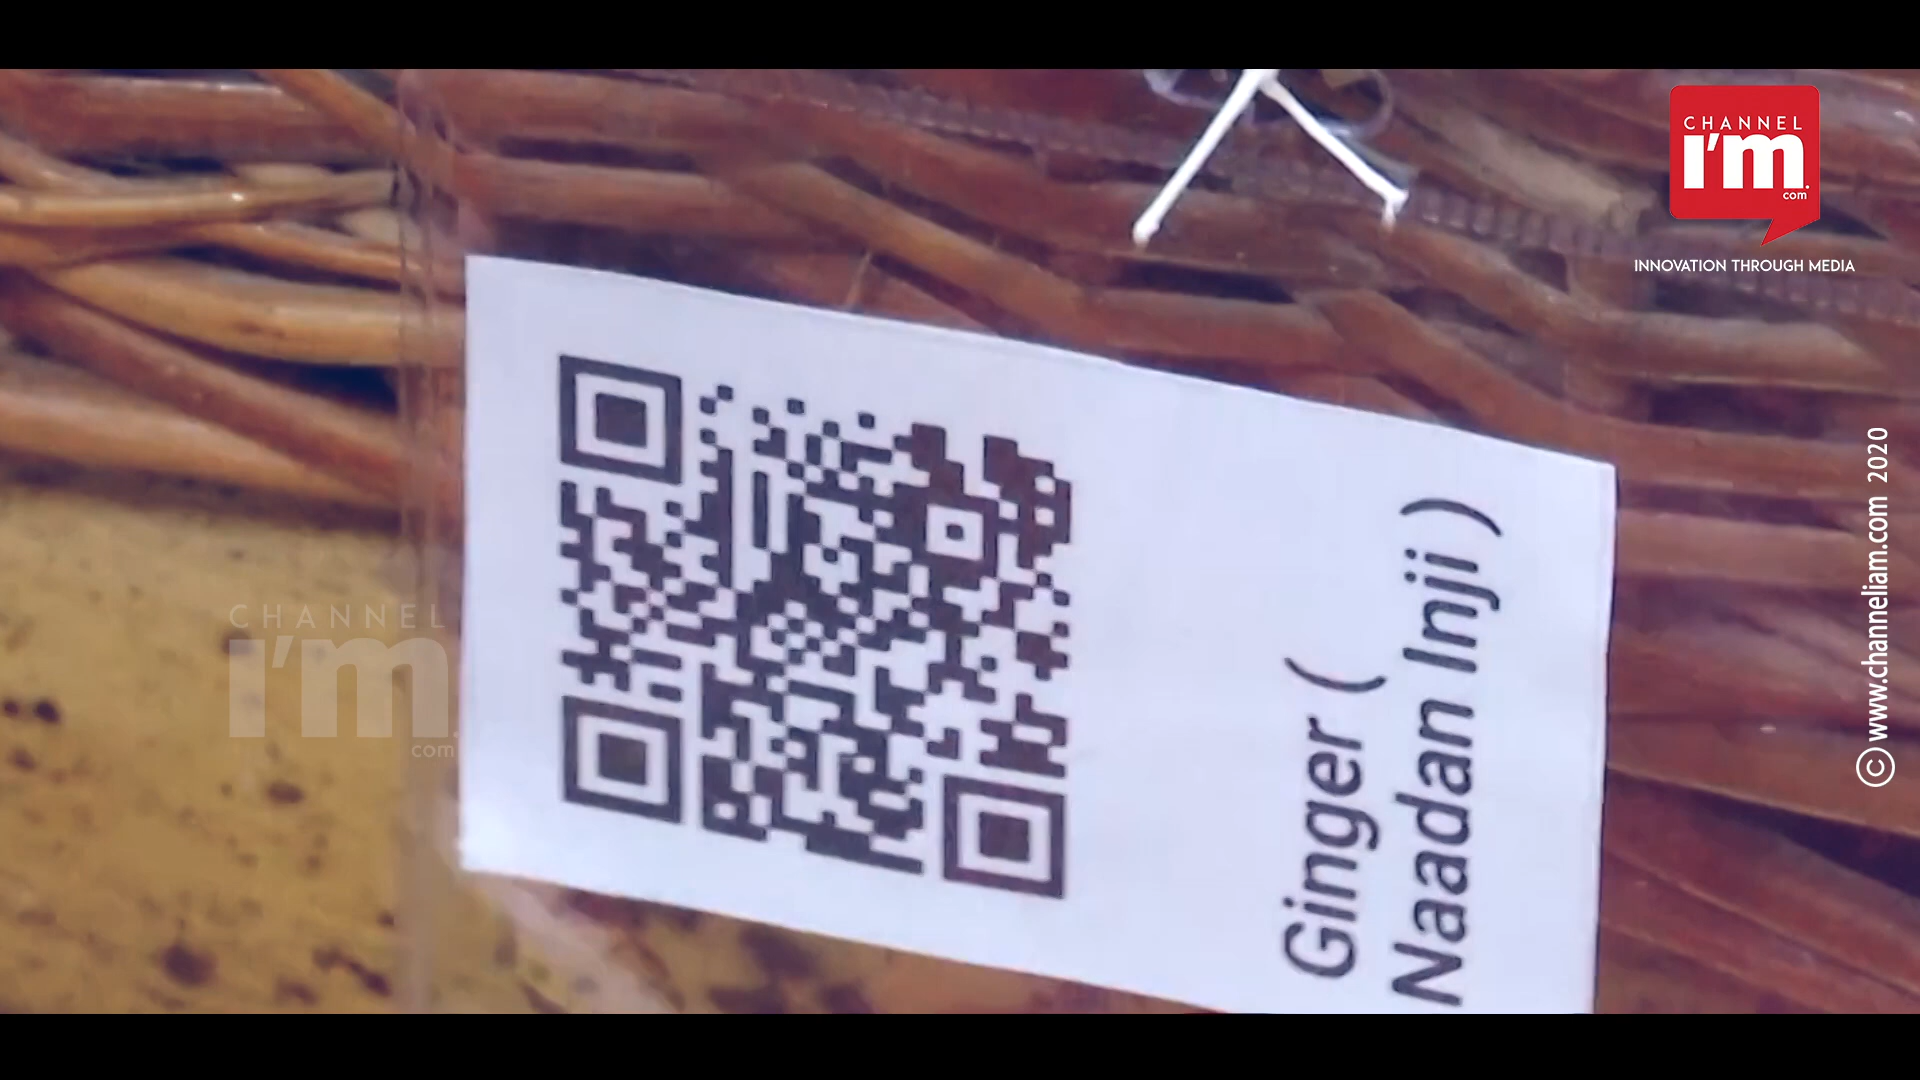 CHANNEL
i'm.
com
INNOVATION THROUGH MEDIA
Ginger (
Naadan Inji )
© www.channeliam.com 2020
CHANNEL
i'm.
com